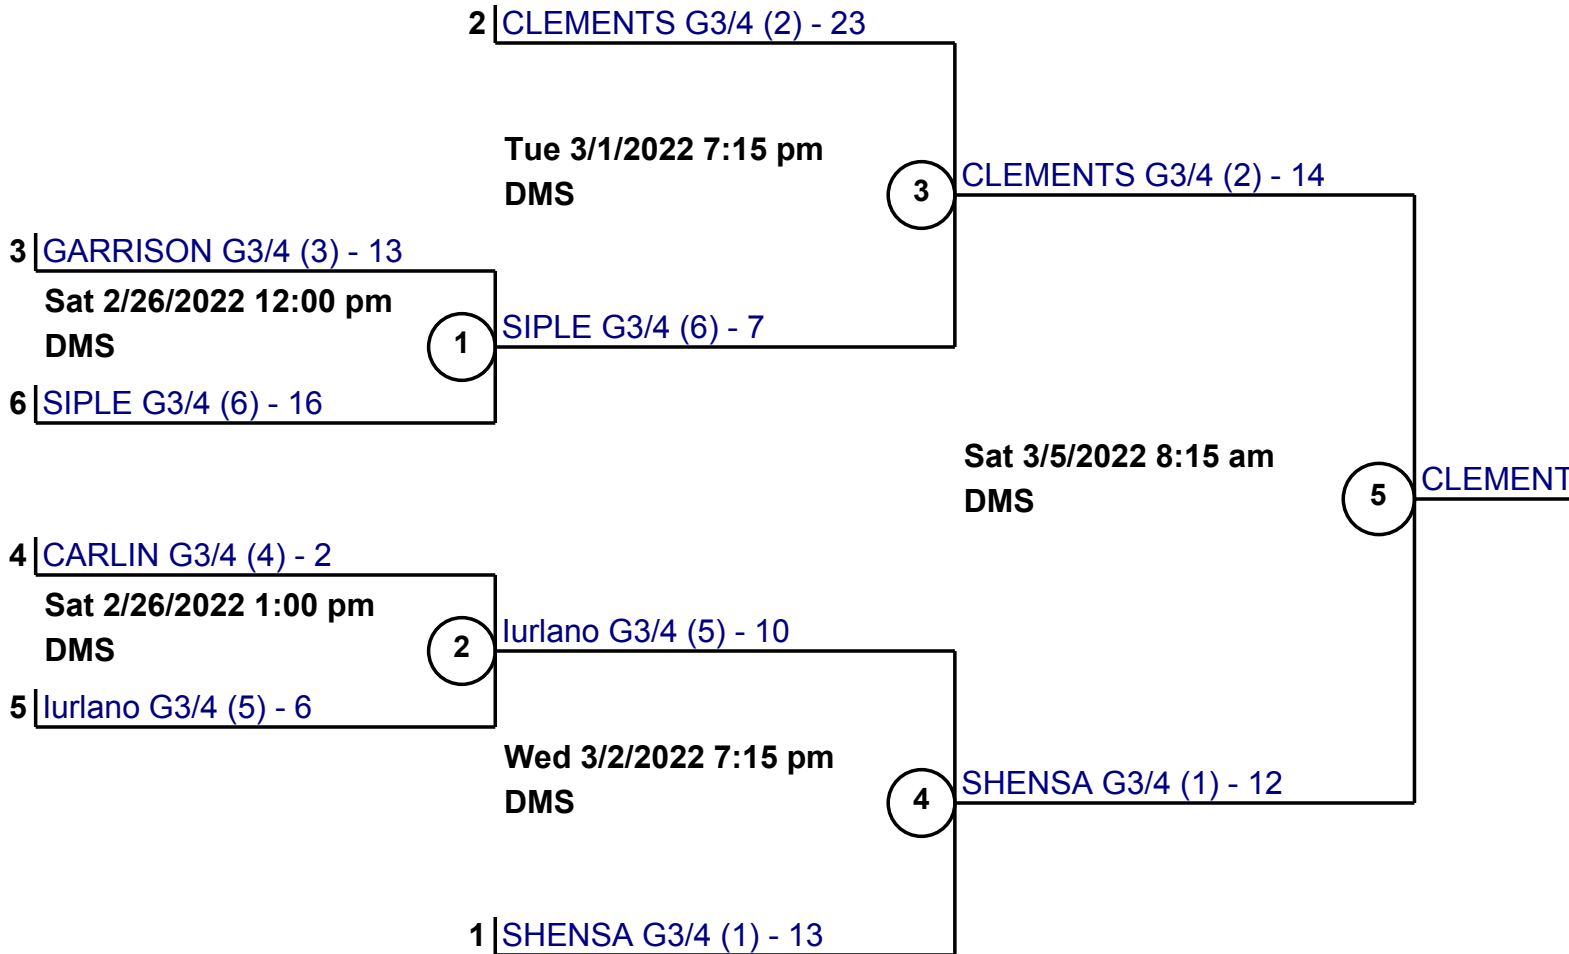 2 CLEMENTS G3/4 (2) - 23
Tue 3/1/2022 7:15 pm
DMS
3
CLEMENTS G3/4 (2) - 14
3 GARRISON G3/4 (3) - 13
Sat 2/26/2022 12:00 pm
DMS
1
SIPLE G3/4 (6) - 7
6 SIPLE G3/4 (6) - 16
Sat 3/5/2022 8:15 am
DMS
5
CLEMENT
4 CARLIN G3/4 (4) - 2
Sat 2/26/2022 1:00 pm
DMS
2
Iurlano G3/4 (5) - 10
5 Iurlano G3/4 (5) - 6
Wed 3/2/2022 7:15 pm
DMS
4
SHENSA G3/4 (1) - 12
1 SHENSA G3/4 (1) - 13